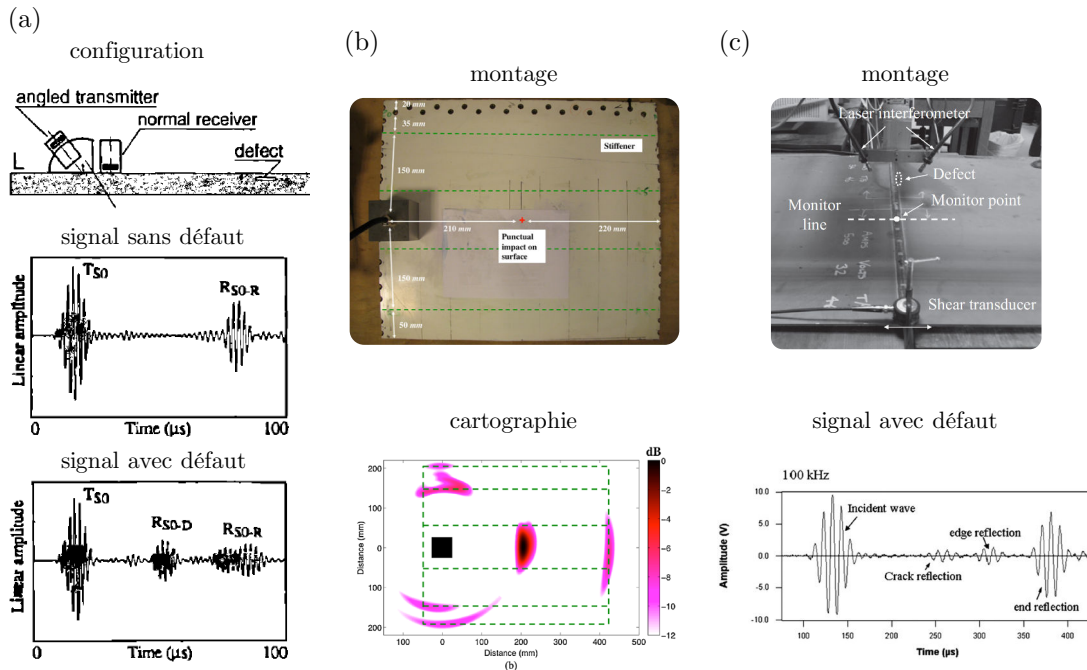 (a)
configuration
angled transmitter
normal receiver
defect
L
signal sans défaut
T_SO
R_SO-R
Linear amplitude
0
Time (µs)
100
signal avec défaut
T_SO
R_SO-D
R_SO-R
Linear amplitude
0
Time (µs)
100
(b)
montage
20 mm
35 mm
Stiffener
150 mm
210 mm
220 mm
Punctual
impact on
surface
150 mm
50 mm
cartographie
dB
200
100
0
100
200
Distance (mm)
100 0 100 200 300 400 500
Distance (mm)
0
−2
−4
−6
−8
−10
−12
(b)
(c)
montage
Laser interferometer
Defect
Monitor point
Monitor
line
Shear transducer
signal avec défaut
100 kHz
10.0
5.0
0.0
-5.0
-10.0
Amplitude (V)
Incident wave
edge reflection
Crack reflection
end reflection
100 150 200 250 300 350 400
Time (µs)